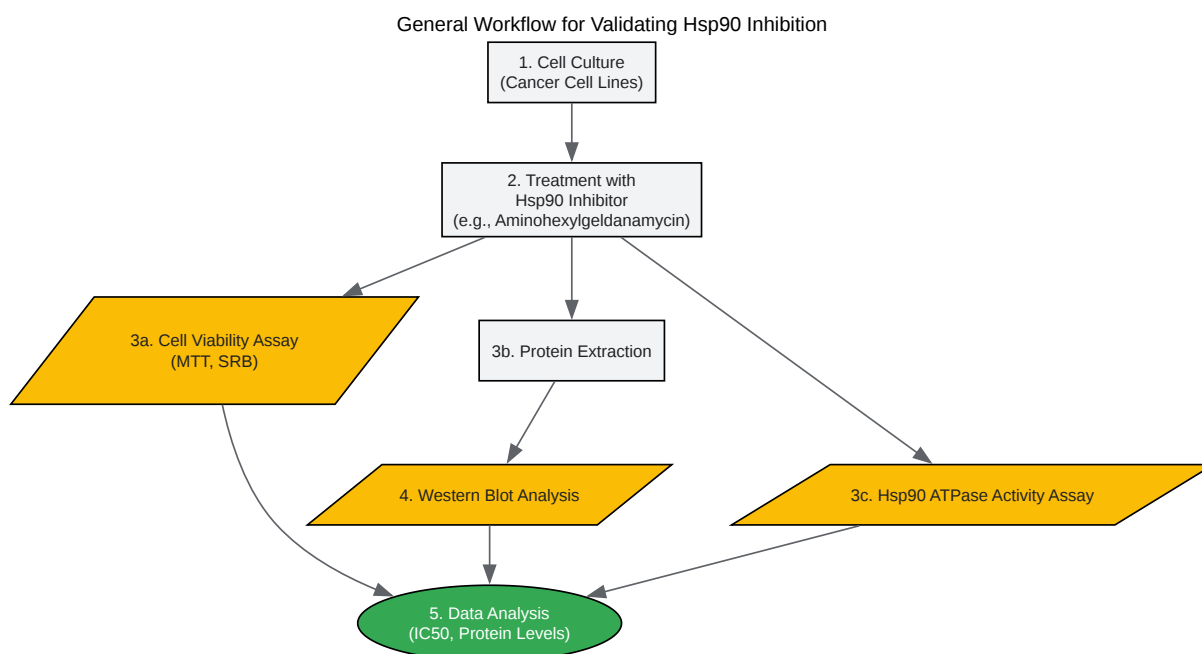 General Workflow for Validating Hsp90 Inhibition
1. Cell Culture
(Cancer Cell Lines)
2. Treatment with
Hsp90 Inhibitor
(e.g., Aminohexylgeldanamycin)
3a. Cell Viability Assay
(MTT, SRB)
3b. Protein Extraction
4. Western Blot Analysis
3c. Hsp90 ATPase Activity Assay
5. Data Analysis
(IC50, Protein Levels)